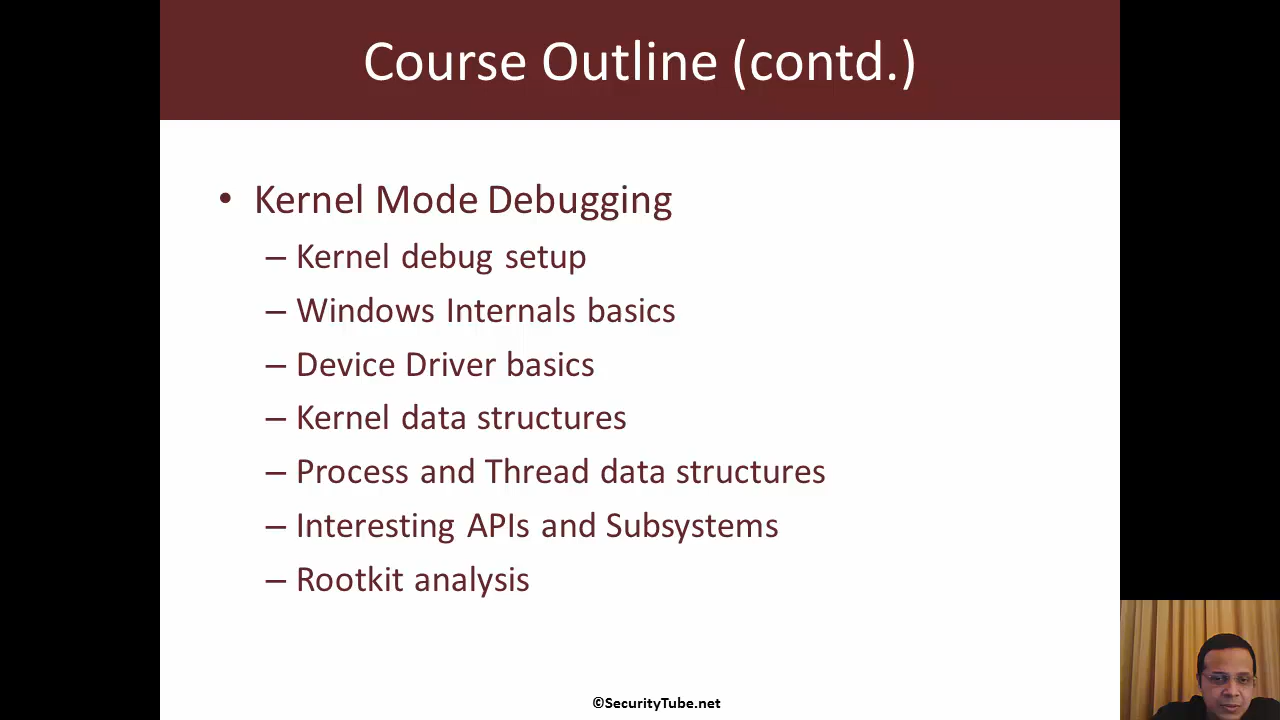 Course Outline (contd.)
• Kernel Mode Debugging
– Kernel debug setup
– Windows Internals basics
– Device Driver basics
– Kernel data structures
– Process and Thread data structures
– Interesting APIs and Subsystems
– Rootkit analysis
©SecurityTube.net